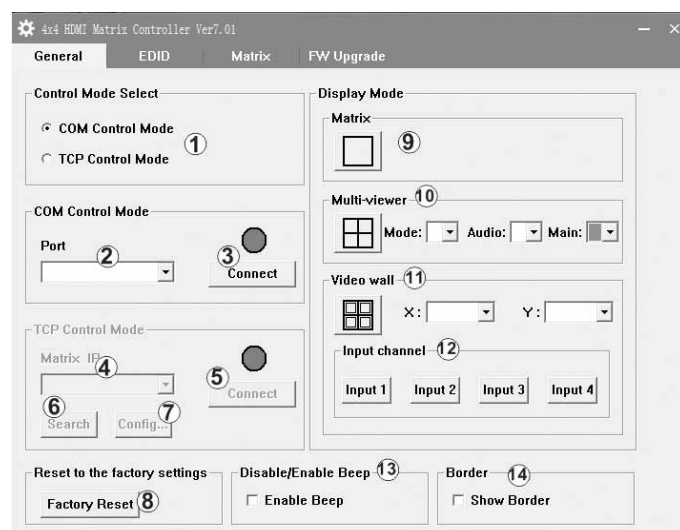 4x4 HDMI Matrix Controller Ver7.01
General EDID Matrix FW Upgrade
Control Mode Select
COM Control Mode
TCP Control Mode
①
COM Control Mode
Port
②
③
Connect
TCP Control Mode
Matrix IP
④
⑤
Connect
⑥
⑦
Search Config...
Reset to the factory settings
Factory Reset ⑧
Display Mode
Matrix
⑨
Multi-viewer ⑩
Mode: Audio: Main:
Video wall ⑪
X: Y:
Input channel ⑫
Input 1 Input 2 Input 3 Input 4
Disable/Enable Beep ⑬
Enable Beep
Border ⑭
Show Border